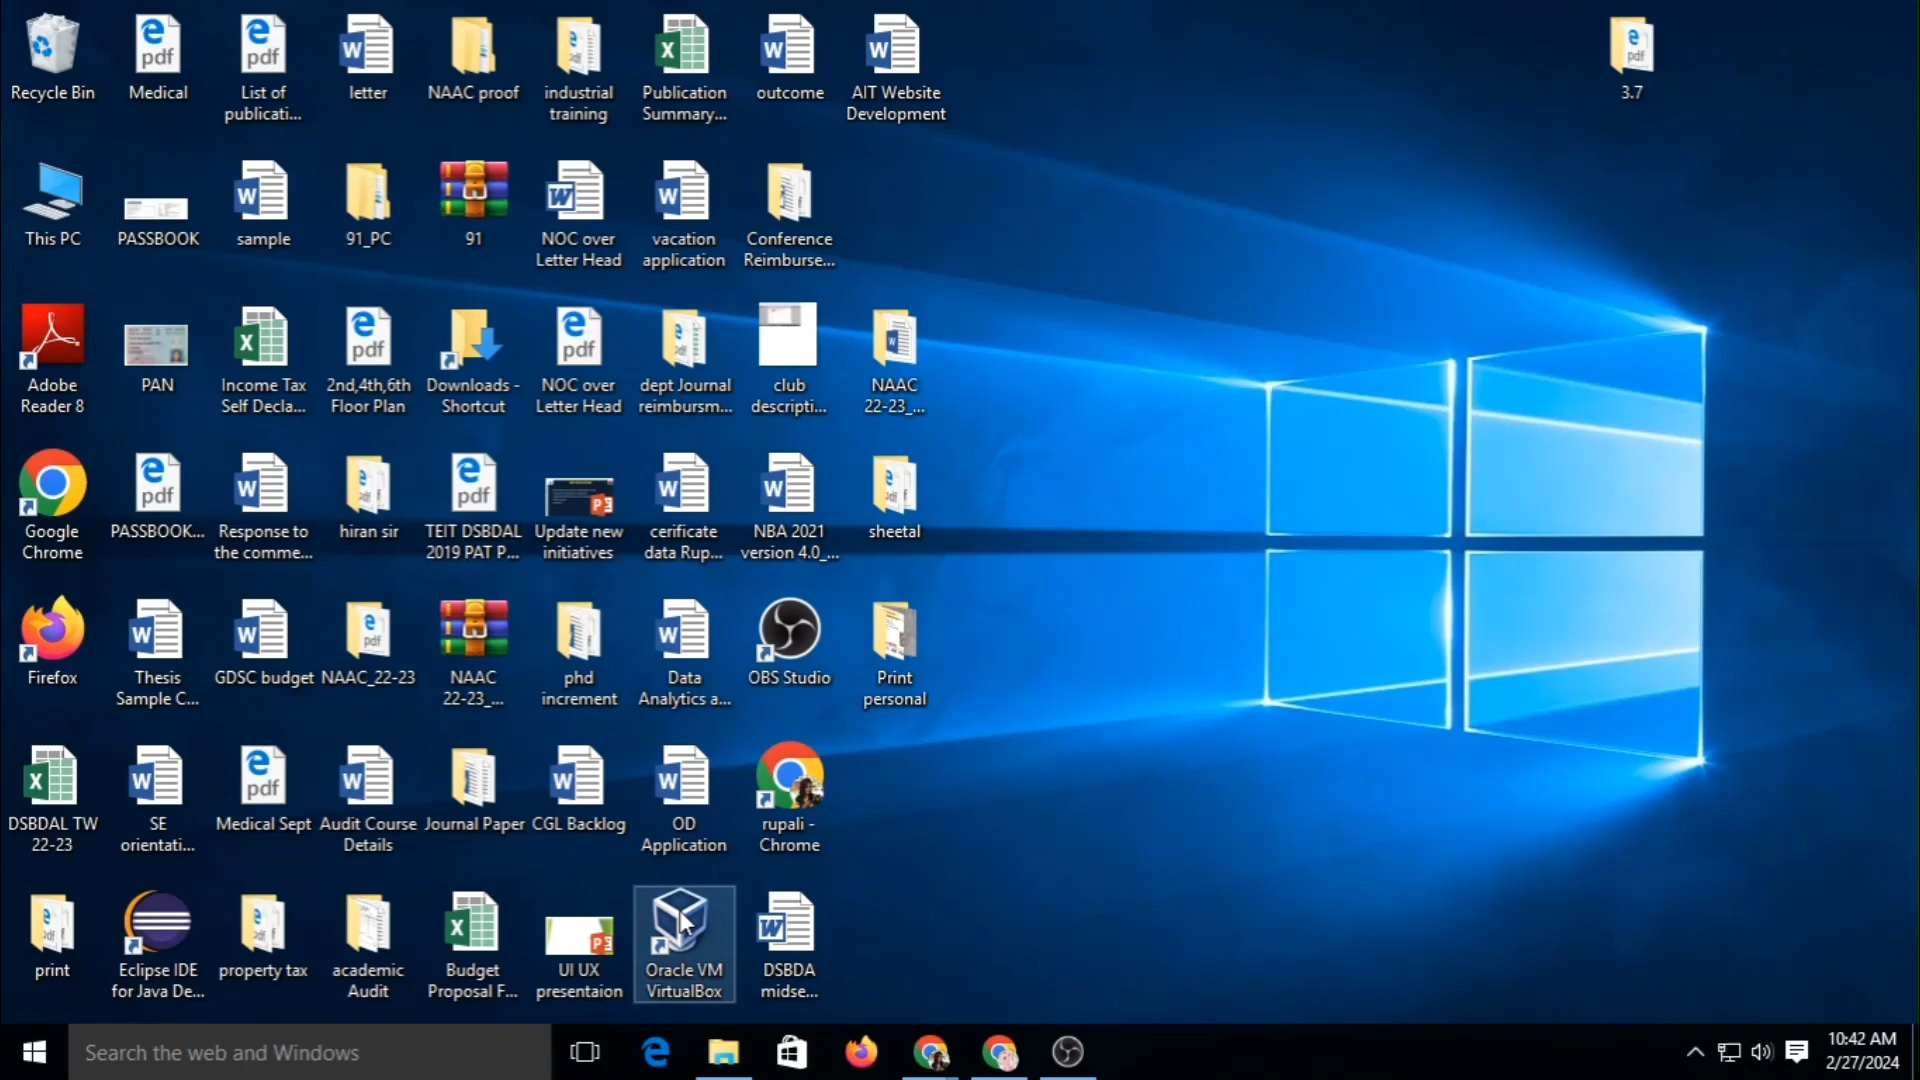 Recycle Bin
Medical
List of
publicati...
letter
NAAC proof
industrial
training
Publication
Summary...
outcome
AIT Website
Development
3.7
This PC
PASSBOOK
sample
91_PC
91
NOC over
Letter Head
vacation
application
Conference
Reimburse...
Adobe
Reader 8
PAN
Income Tax
Self Decla...
2nd,4th,6th
Floor Plan
Downloads -
Shortcut
NOC over
Letter Head
dept Journal
reimbursm...
club
descripti...
NAAC
22-23_...
Google
Chrome
PASSBOOK...
Response to
the comme...
hiran sir
TEIT DSBDAL
2019 PAT P...
Update new
initiatives
cerificate
data Rup...
NBA 2021
version 4.0_...
sheetal
Firefox
Thesis
Sample C...
GDSC budget
NAAC_22-23
NAAC
22-23_...
phd
increment
Data
Analytics a...
OBS Studio
Print
personal
DSBDAL TW
22-23
SE
orientati...
Medical Sept
Audit Course
Details
Journal Paper
CGL Backlog
OD
Application
rupali -
Chrome
print
Eclipse IDE
for Java De...
property tax
academic
Audit
Budget
Proposal F...
UI UX
presentaion
Oracle VM
VirtualBox
DSBDA
midse...
Search the web and Windows
10:42 AM
2/27/2024